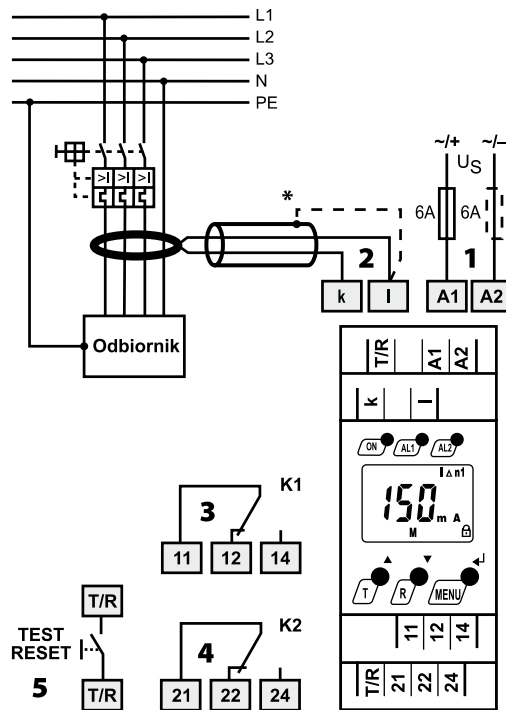 L1
L2
L3
N
PE
>I >I >I
*
~/+ ~/–
US
6A 6A
2 1
k l A1 A2
Odbiornik
T/R A1 A2
k l
ON AL1 AL2
I∆n1
150 m A
M
T R MENU
11 12 14
T/R 21 22 24
K1
3
11 12 14
T/R
TEST
RESET
5
T/R
K2
4
21 22 24